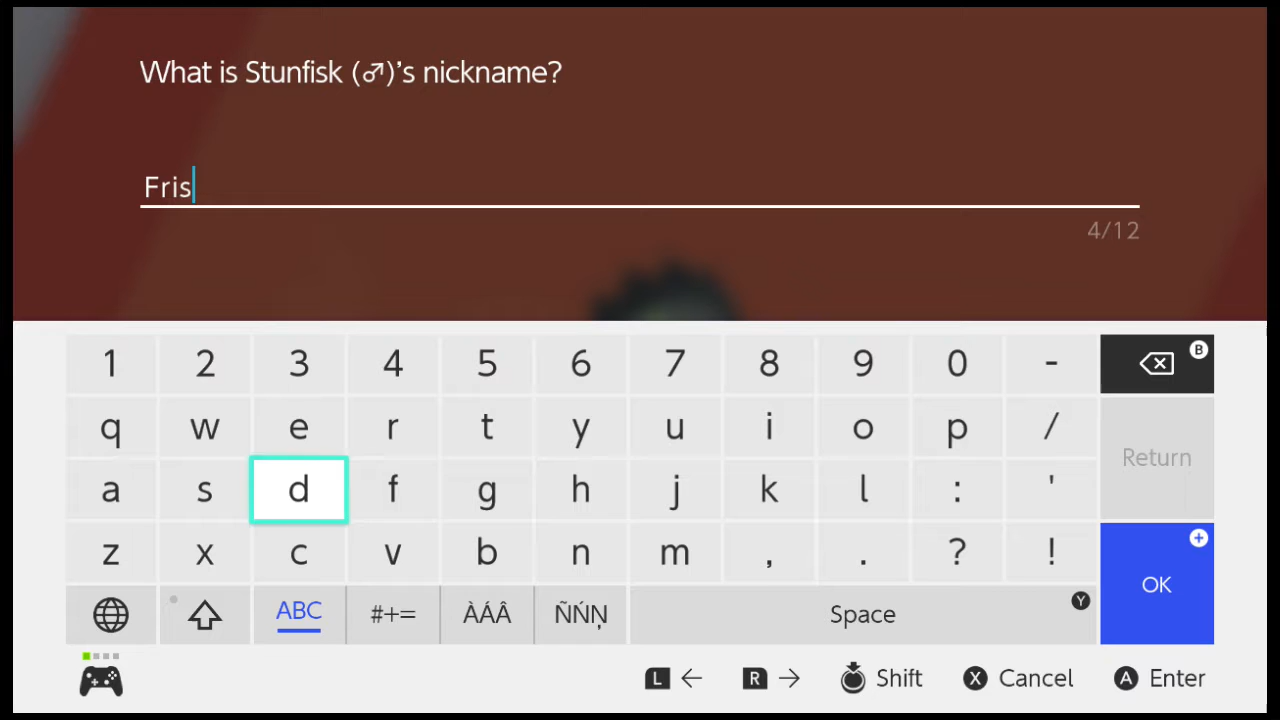 What is Stunfisk (♂)'s nickname?
Fris
4/12
1 2 3 4 5 6 7 8 9 0 - B
q w e r t y u i o p /
Return
a s d f g h j k l : '
z x c v b n m , . ? !
+
OK
ABC #+= ÀÁÂ ÑŃŅ Space Y
L ← R → Shift X Cancel A Enter